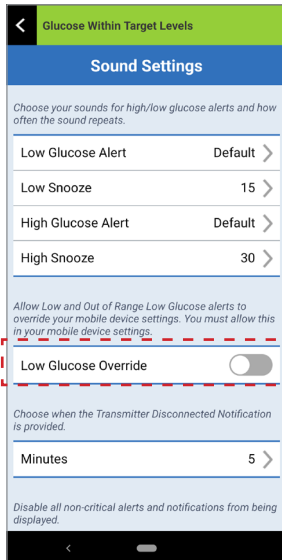 Glucose Within Target Levels
Sound Settings
Choose your sounds for high/low glucose alerts and how
often the sound repeats.
Low Glucose Alert Default
Low Snooze 15
High Glucose Alert Default
High Snooze 30
Allow Low and Out of Range Low Glucose alerts to
override your mobile device settings. You must allow this
in your mobile device settings.
Low Glucose Override
Choose when the Transmitter Disconnected Notification
is provided.
Minutes 5
Disable all non-critical alerts and notifications from being
displayed.